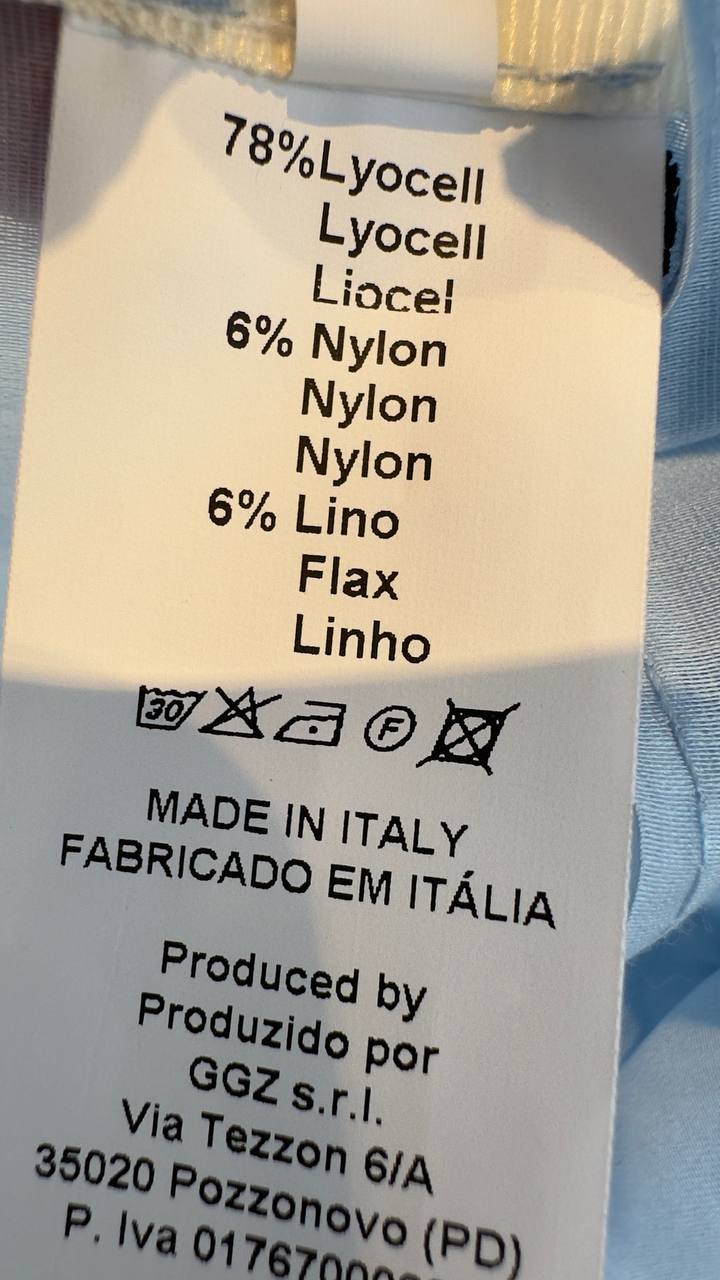 78%Lyocell
Lyocell
Liocel
6% Nylon
Nylon
Nylon
6% Lino
Flax
Linho
30
F
MADE IN ITALY
FABRICADO EM ITÁLIA
Produced by
Produzido por
GGZ s.r.l.
Via Tezzon 6/A
35020 Pozzonovo (PD)
P. Iva